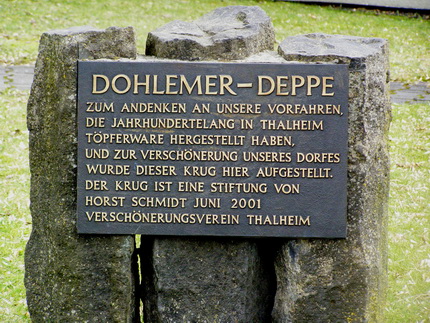 DOHLEMER-DEPPE
ZUM ANDENKEN AN UNSERE VORFAHREN,
DIE JAHRHUNDERTELANG IN THALHEIM
TÖPFERWARE HERGESTELLT HABEN,
UND ZUR VERSCHÖNERUNG UNSERES DORFES
WURDE DIESER KRUG HIER AUFGESTELLT.
DER KRUG IST EINE STIFTUNG VON
HORST SCHMIDT JUNI 2001
VERSCHÖNERUNGSVEREIN THALHEIM